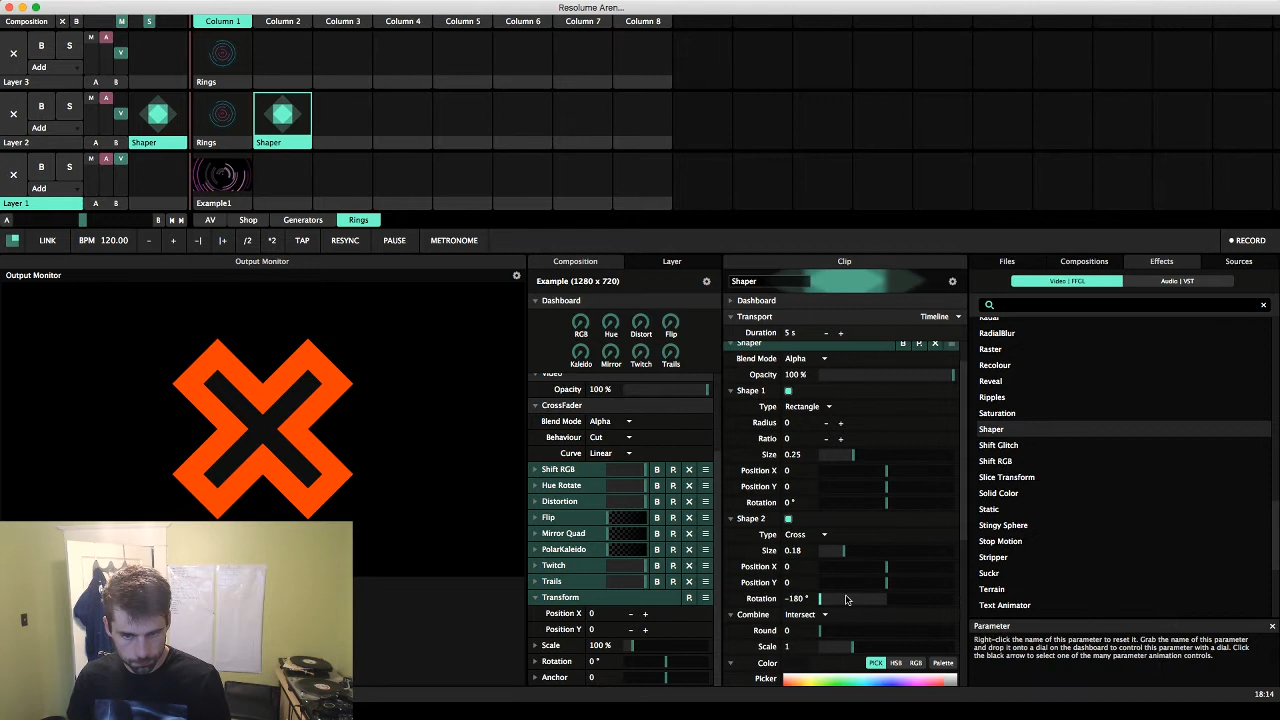 Resolume Aren...
Composition X B M S Column 1 Column 2 Column 3 Column 4 Column 5 Column 6 Column 7 Column 8
B S M A
Add V
Layer 3 A B Rings
B S M A
Add V
Layer 2 A B Shaper Rings Shaper
B S M A V
Add
Layer 1 A B Example1
A B AV Shop Generators Rings
LINK BPM 120.00 - + -| |+ /2 *2 TAP RESYNC PAUSE METRONOME RECORD
Output Monitor
Output Monitor
Composition Layer
Example (1280 x 720)
Dashboard
RGB Hue Distort Flip
Kaleido Mirror Twitch Trails
Video
Opacity 100 %
CrossFader
Blend Mode Alpha
Behaviour Cut
Curve Linear
Shift RGB B P. X
Hue Rotate B P. X
Distortion B P. X
Flip B P. X
Mirror Quad B P. X
PolarKaleido B P. X
Twitch B P. X
Trails B P. X
Transform P.
Position X 0 - +
Position Y 0 - +
Scale 100 %
Rotation 0 °
Anchor 0
Clip
Shaper
Dashboard
Transport Timeline
Duration 5 s - +
Shaper B P. X
Blend Mode Alpha
Opacity 100 %
Shape 1
Type Rectangle
Radius 0 - +
Ratio 0 - +
Size 0.25
Position X 0
Position Y 0
Rotation 0 °
Shape 2
Type Cross
Size 0.18
Position X 0
Position Y 0
Rotation -180 °
Combine Intersect
Round 0
Scale 1
Color PICK HSB RGB Palette
Picker
Files Compositions Effects Sources
Video | FFGL Audio | VST
Radial
RadialBlur
Raster
Recolour
Reveal
Ripples
Saturation
Shaper
Shift Glitch
Shift RGB
Slice Transform
Solid Color
Static
Stingy Sphere
Stop Motion
Stripper
Suckr
Terrain
Text Animator
Parameter
Right-click the name of this parameter to reset it. Grab the name of this parameter
and drop it onto a dial on the dashboard to control this parameter with a dial. Click
the black arrow to select one of the many parameter animation controls.
18:14